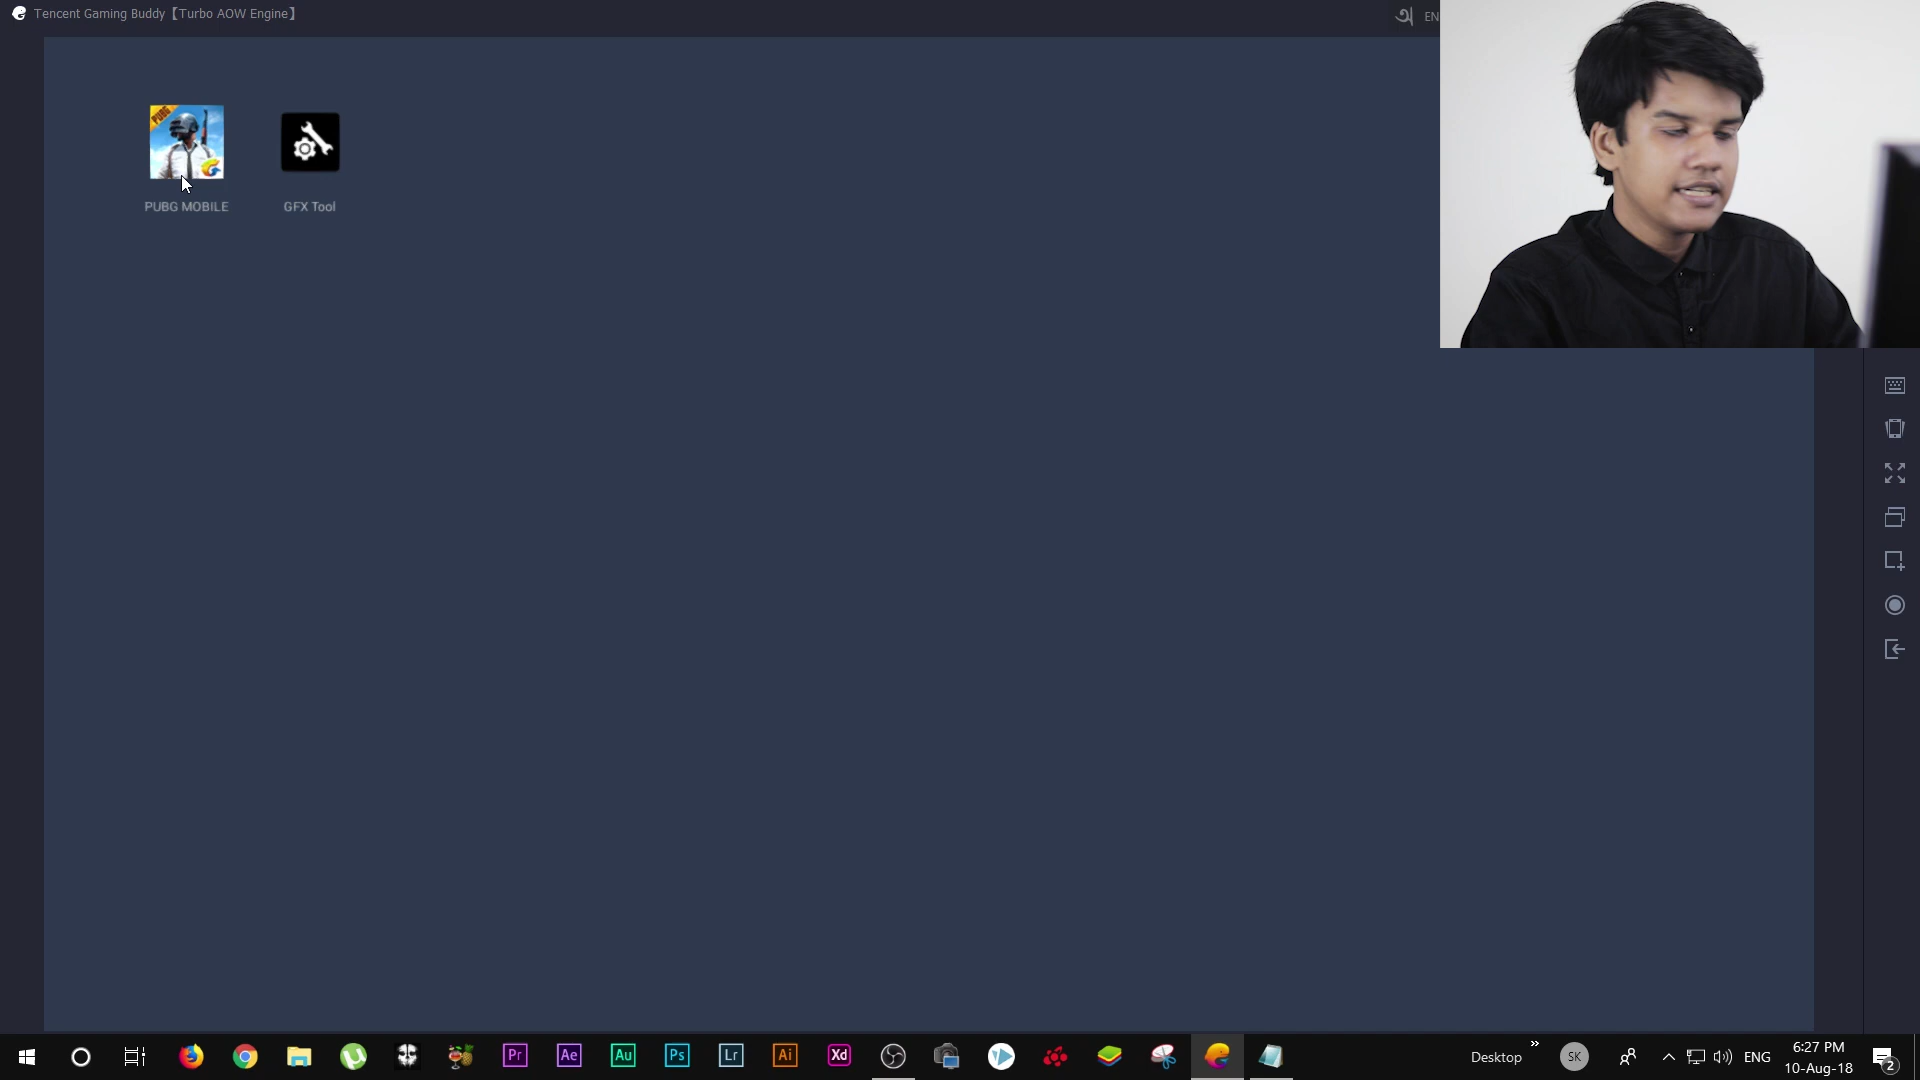 Tencent Gaming Buddy【Turbo AOW Engine】
EN
PUBG
PUBG MOBILE
GFX Tool
Pr
Ae
Au
Ps
Lr
Ai
Xd
Desktop
SK
ENG
6:27 PM
10-Aug-18
2